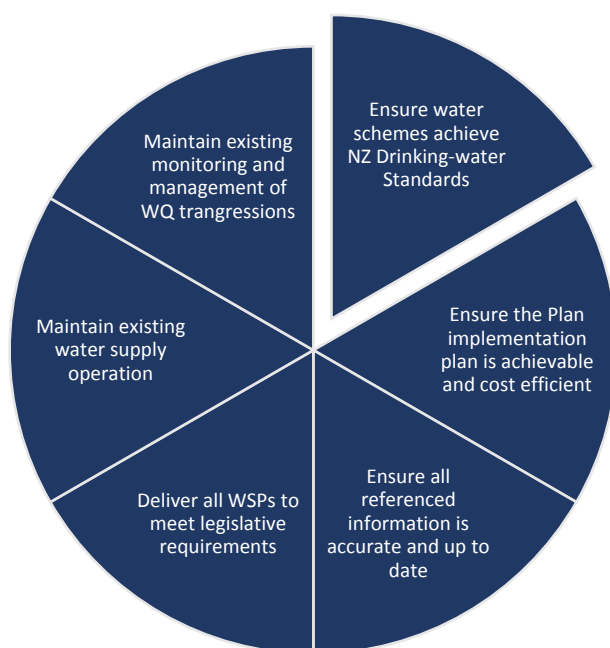 Ensure water
schemes achieve
NZ Drinking-water
Standards
Ensure the Plan
implementation
plan is achievable
and cost efficient
Ensure all
referenced
information is
accurate and up to
date
Deliver all WSPs to
meet legislative
requirements
Maintain existing
water supply
operation
Maintain existing
monitoring and
management of
WQ trangressions